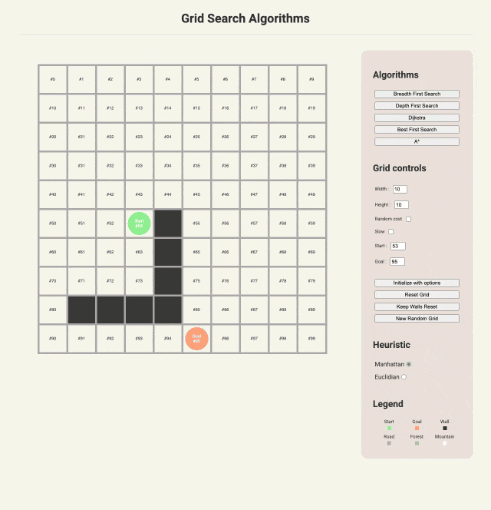 Grid Search Algorithms
#0 #1 #2 #3 #4 #5 #6 #7 #8 #9
#10 #11 #12 #13 #14 #15 #16 #17 #18 #19
#20 #21 #22 #23 #24 #25 #26 #27 #28 #29
#30 #31 #32 #33 #34 #35 #36 #37 #38 #39
#40 #41 #42 #43 #44 #45 #46 #47 #48 #49
#50 #51 #52 Start #53 #55 #56 #57 #58 #59
#60 #61 #62 #63 #65 #66 #67 #68 #69
#70 #71 #72 #73 #75 #76 #77 #78 #79
#80 #85 #86 #87 #88 #89
#90 #91 #92 #93 #94 Goal #95 #96 #97 #98 #99
Algorithms
Breadth First Search
Depth First Search
Dijkstra
Best First Search
A*
Grid controls
Width : 10
Height : 10
Random cost
Slow
Start : 53
Goal : 95
Initialize with options
Reset Grid
Keep Walls Reset
New Random Grid
Heuristic
Manhattan
Euclidian
Legend
Start Goal Wall
Road Forest Mountain